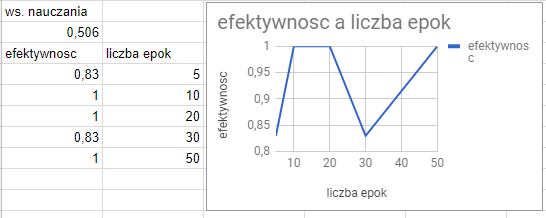 ws. nauczania
0,506
efektywnosc liczba epok
0,83 5
1 10
1 20
0,83 30
1 50
efektywnosc a liczba epok
1
0,95
0,9
0,85
0,8
efektywnosc
10 20 30 40 50
liczba epok
efektywnos
c